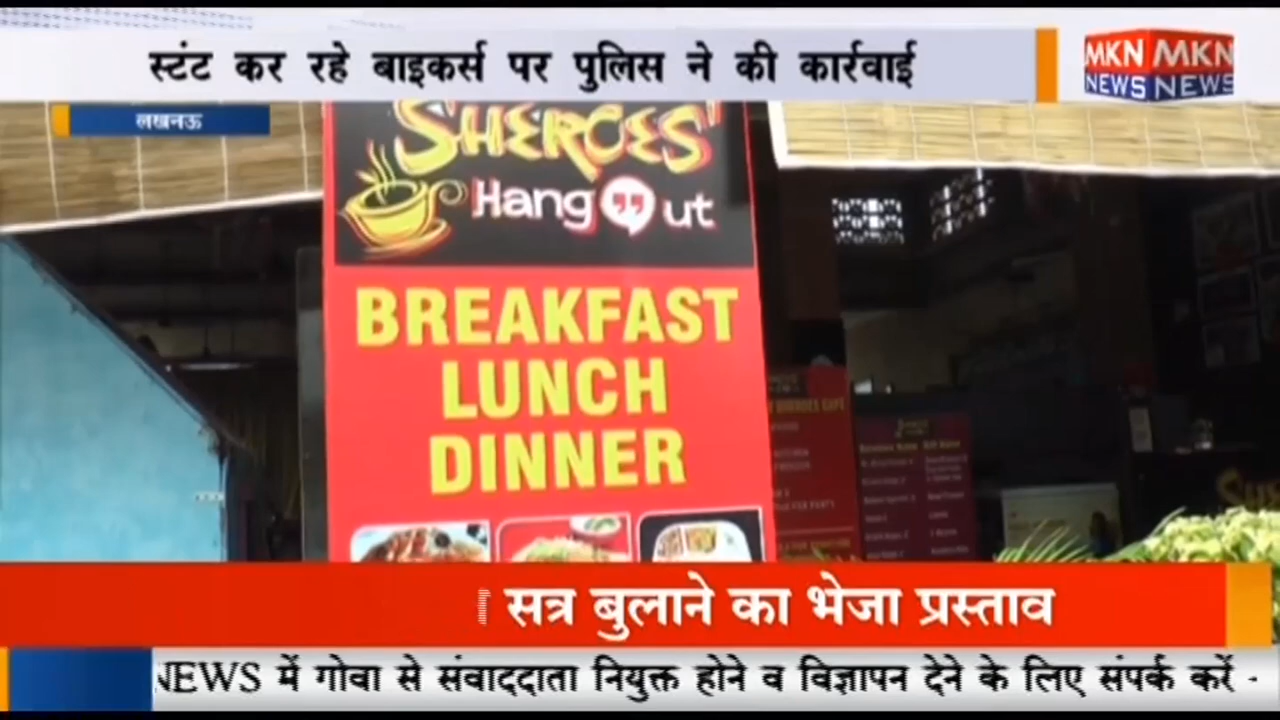 स्टंट कर रहे बाइकर्स पर पुलिस ने की कार्रवाई
MKN MKN
NEWS NEWS
लखनऊ
SHEROES'
Hang ut
BREAKFAST
LUNCH
DINNER
सत्र बुलाने का भेजा प्रस्ताव
NEWS में गोवा से संवाददाता नियुक्त होने व विज्ञापन देने के लिए संपर्क करें -